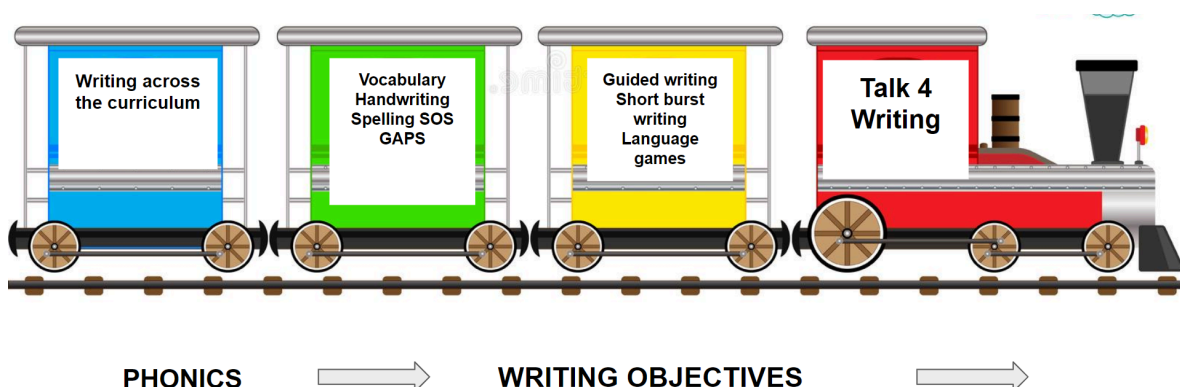 Writing across
the curriculum
Vocabulary
Handwriting
Spelling SOS
GAPS
Guided writing
Short burst
writing
Language
games
Talk 4
Writing
PHONICS
WRITING OBJECTIVES